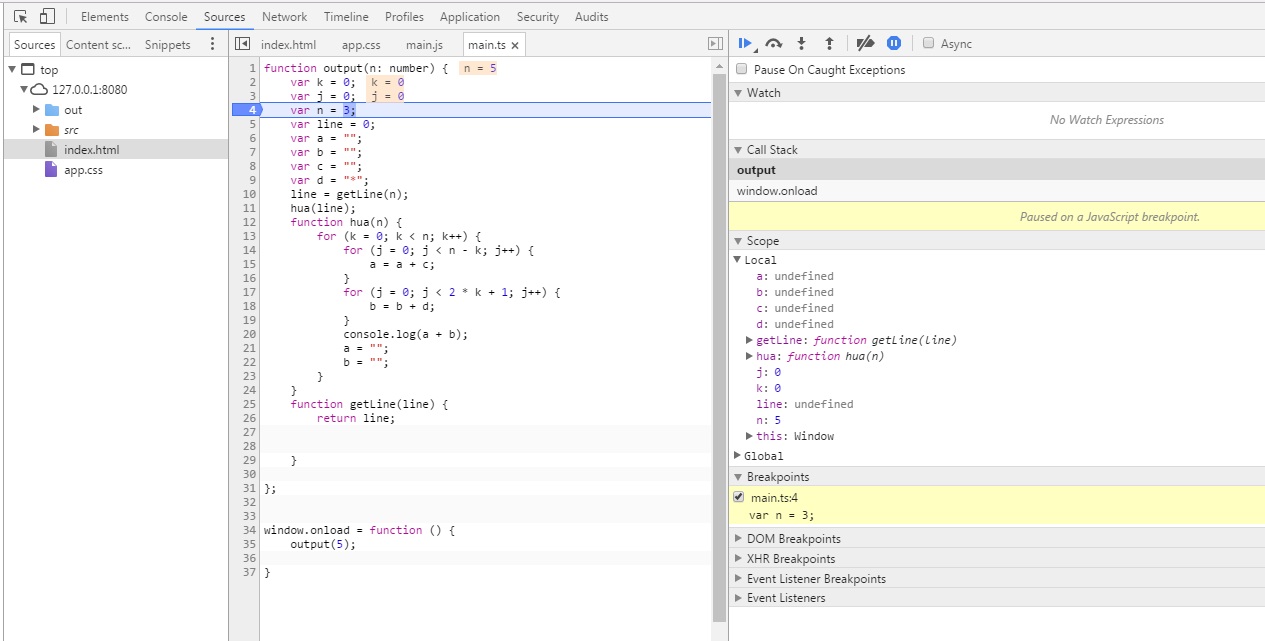 Elements Console Sources Network Timeline Profiles Application Security Audits
Sources Content sc... Snippets
index.html app.css main.js main.ts ×
Async
top
127.0.0.1:8080
out
src
index.html
app.css
1 function output(n: number) { n = 5
2 var k = 0; k = 0
3 var j = 0; j = 0
4 var n = 3;
5 var line = 0;
6 var a = "";
7 var b = "";
8 var c = "";
9 var d = "*";
10 line = getLine(n);
11 hua(line);
12 function hua(n) {
13 for (k = 0; k < n; k++) {
14 for (j = 0; j < n - k; j++) {
15 a = a + c;
16 }
17 for (j = 0; j < 2 * k + 1; j++) {
18 b = b + d;
19 }
20 console.log(a + b);
21 a = "";
22 b = "";
23 }
24 }
25 function getLine(line) {
26 return line;
27
28
29 }
30
31 };
32
33
34 window.onload = function () {
35 output(5);
36
37 }
Pause On Caught Exceptions
Watch
No Watch Expressions
Call Stack
output
window.onload
Paused on a JavaScript breakpoint.
Scope
Local
a: undefined
b: undefined
c: undefined
d: undefined
getLine: function getLine(line)
hua: function hua(n)
j: 0
k: 0
line: undefined
n: 5
this: Window
Global
Breakpoints
main.ts:4
var n = 3;
DOM Breakpoints
XHR Breakpoints
Event Listener Breakpoints
Event Listeners